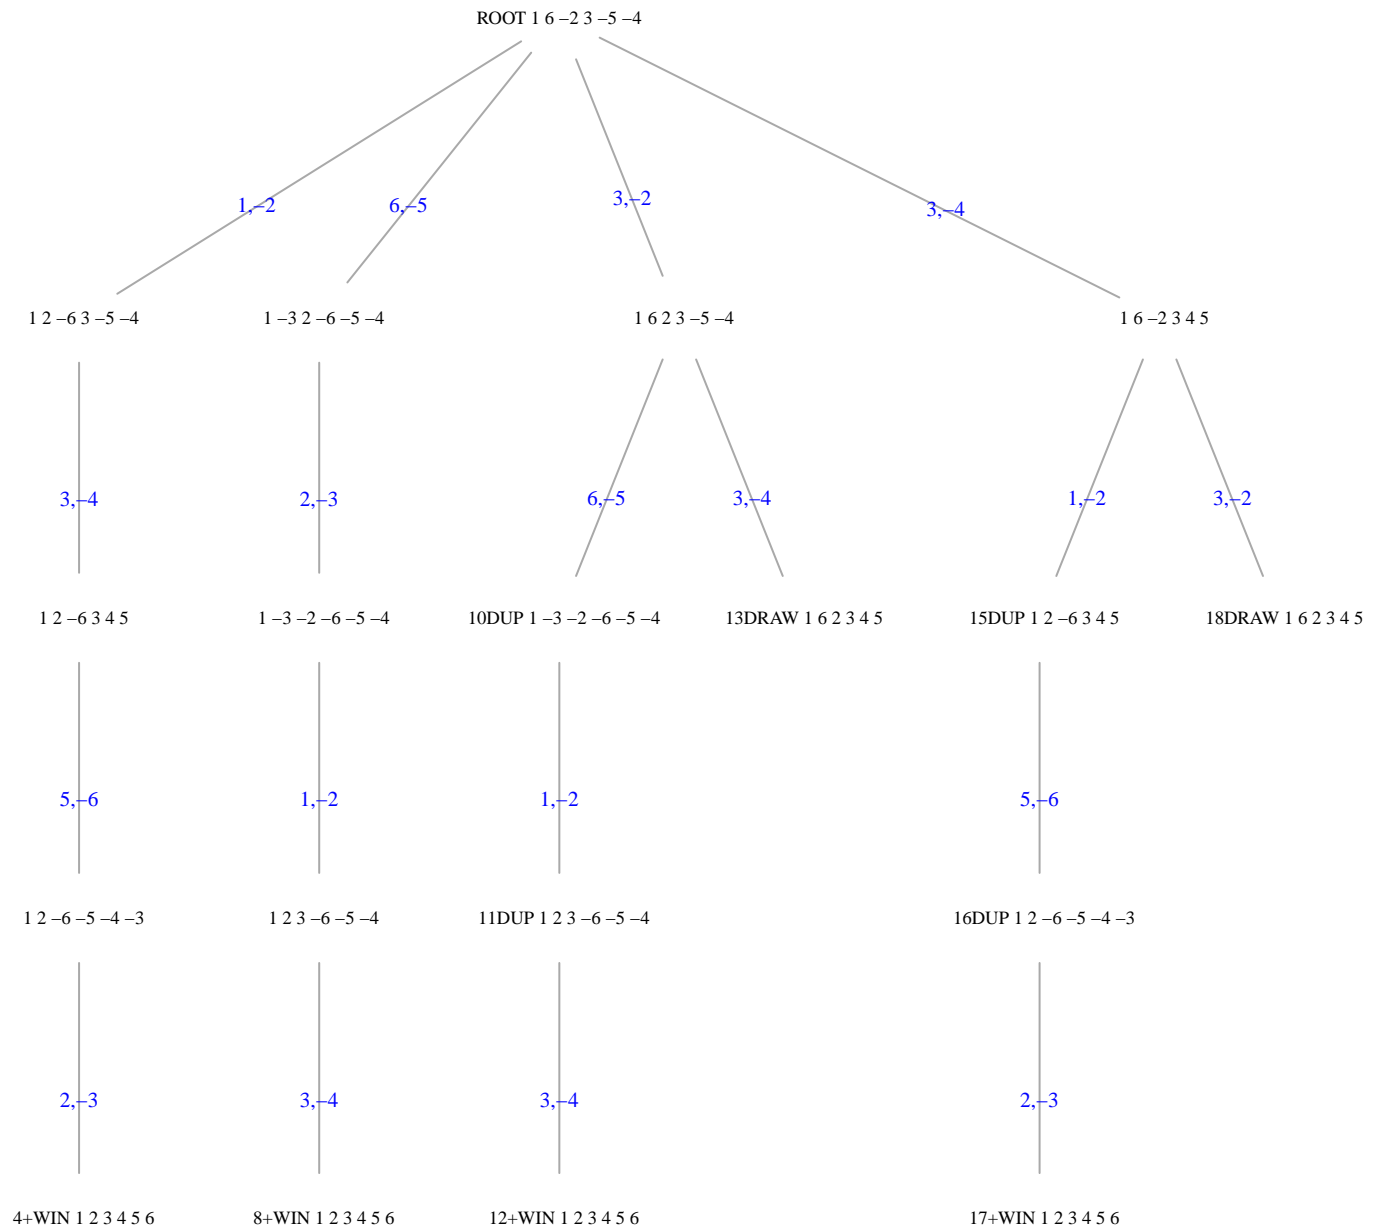 ROOT 1 6 –2 3 –5 –4
1,–2 6,–5 3,–2 3,–4
1 2 –6 3 –5 –4 1 –3 2 –6 –5 –4 1 6 2 3 –5 –4 1 6 –2 3 4 5
3,–4 2,–3 6,–5 3,–4 1,–2 3,–2
1 2 –6 3 4 5 1 –3 –2 –6 –5 –4 10DUP 1 –3 –2 –6 –5 –4 13DRAW 1 6 2 3 4 5 15DUP 1 2 –6 3 4 5 18DRAW 1 6 2 3 4 5
5,–6 1,–2 1,–2 5,–6
1 2 –6 –5 –4 –3 1 2 3 –6 –5 –4 11DUP 1 2 3 –6 –5 –4 16DUP 1 2 –6 –5 –4 –3
2,–3 3,–4 3,–4 2,–3
4+WIN 1 2 3 4 5 6 8+WIN 1 2 3 4 5 6 12+WIN 1 2 3 4 5 6 17+WIN 1 2 3 4 5 6